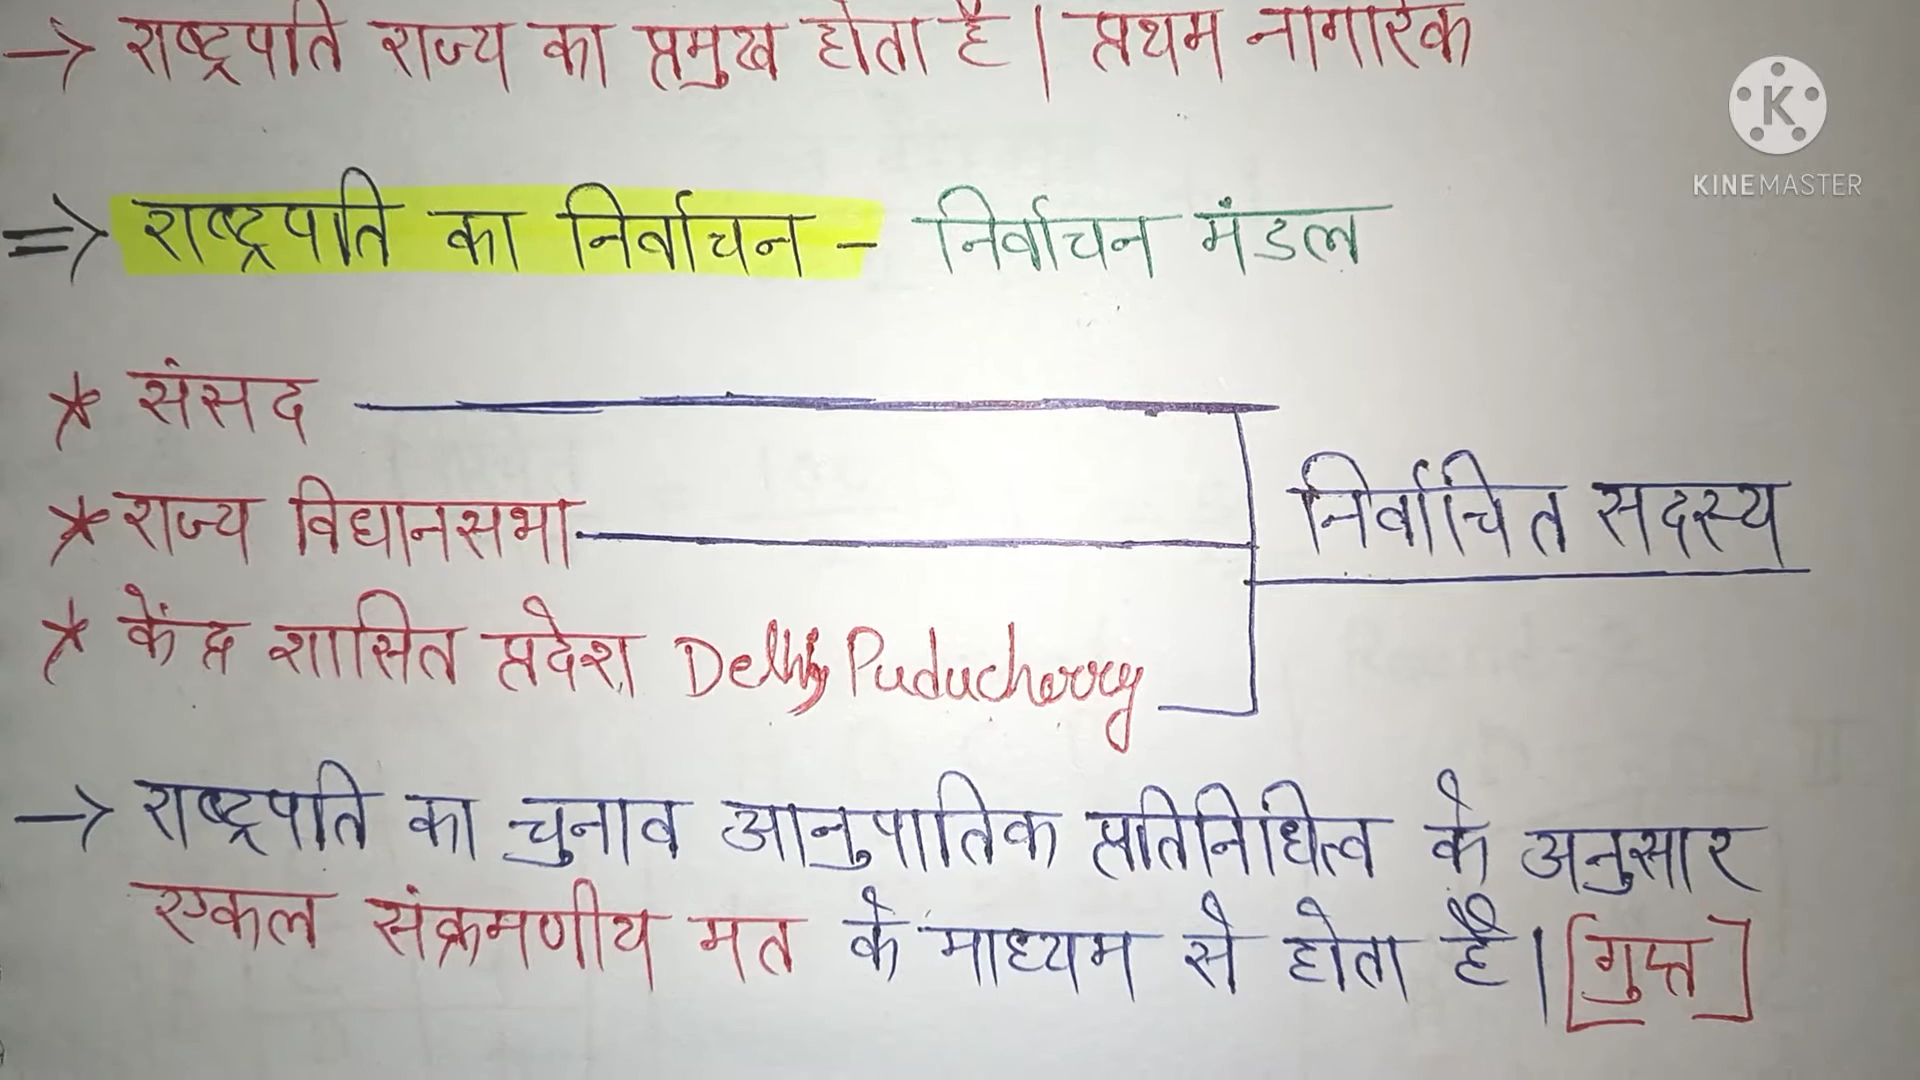 → राष्ट्रपति राज्य का प्रमुख होता है। प्रथम नागरिक
KINEMASTER
⇒ राष्ट्रपति का निर्वाचन - निर्वाचन मंडल
* संसद
* राज्य विधानसभा
निर्वाचित सदस्य
* केंद्र शासित प्रदेश, Delhi, Puducherry
→ राष्ट्रपति का चुनाव आनुपातिक प्रतिनिधित्व के अनुसार
एकल संक्रमणीय मत के माध्यम से होता है। [गुप्त]